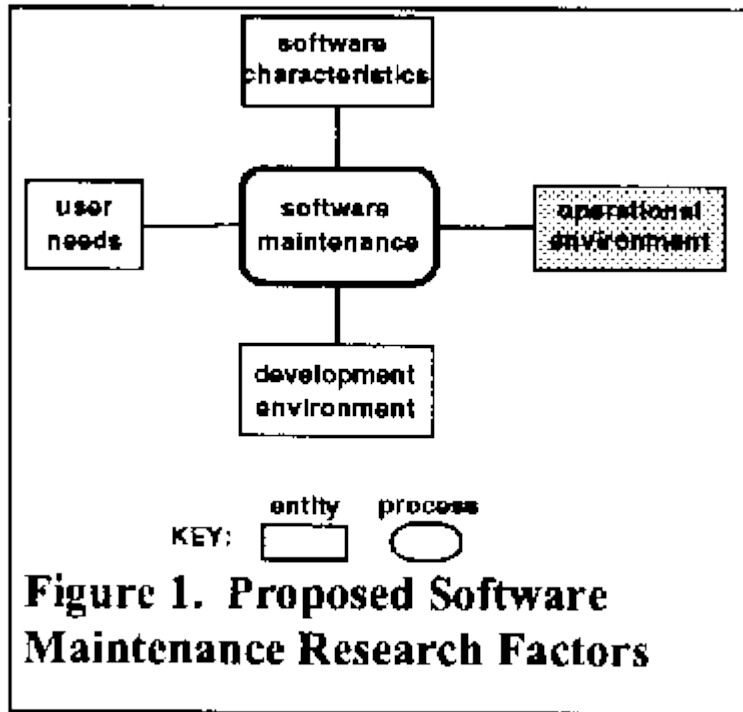 software
characteristics
user
needs
software
maintenance
operational
environment
development
environment
entity process
KEY:
Figure 1. Proposed Software
Maintenance Research Factors